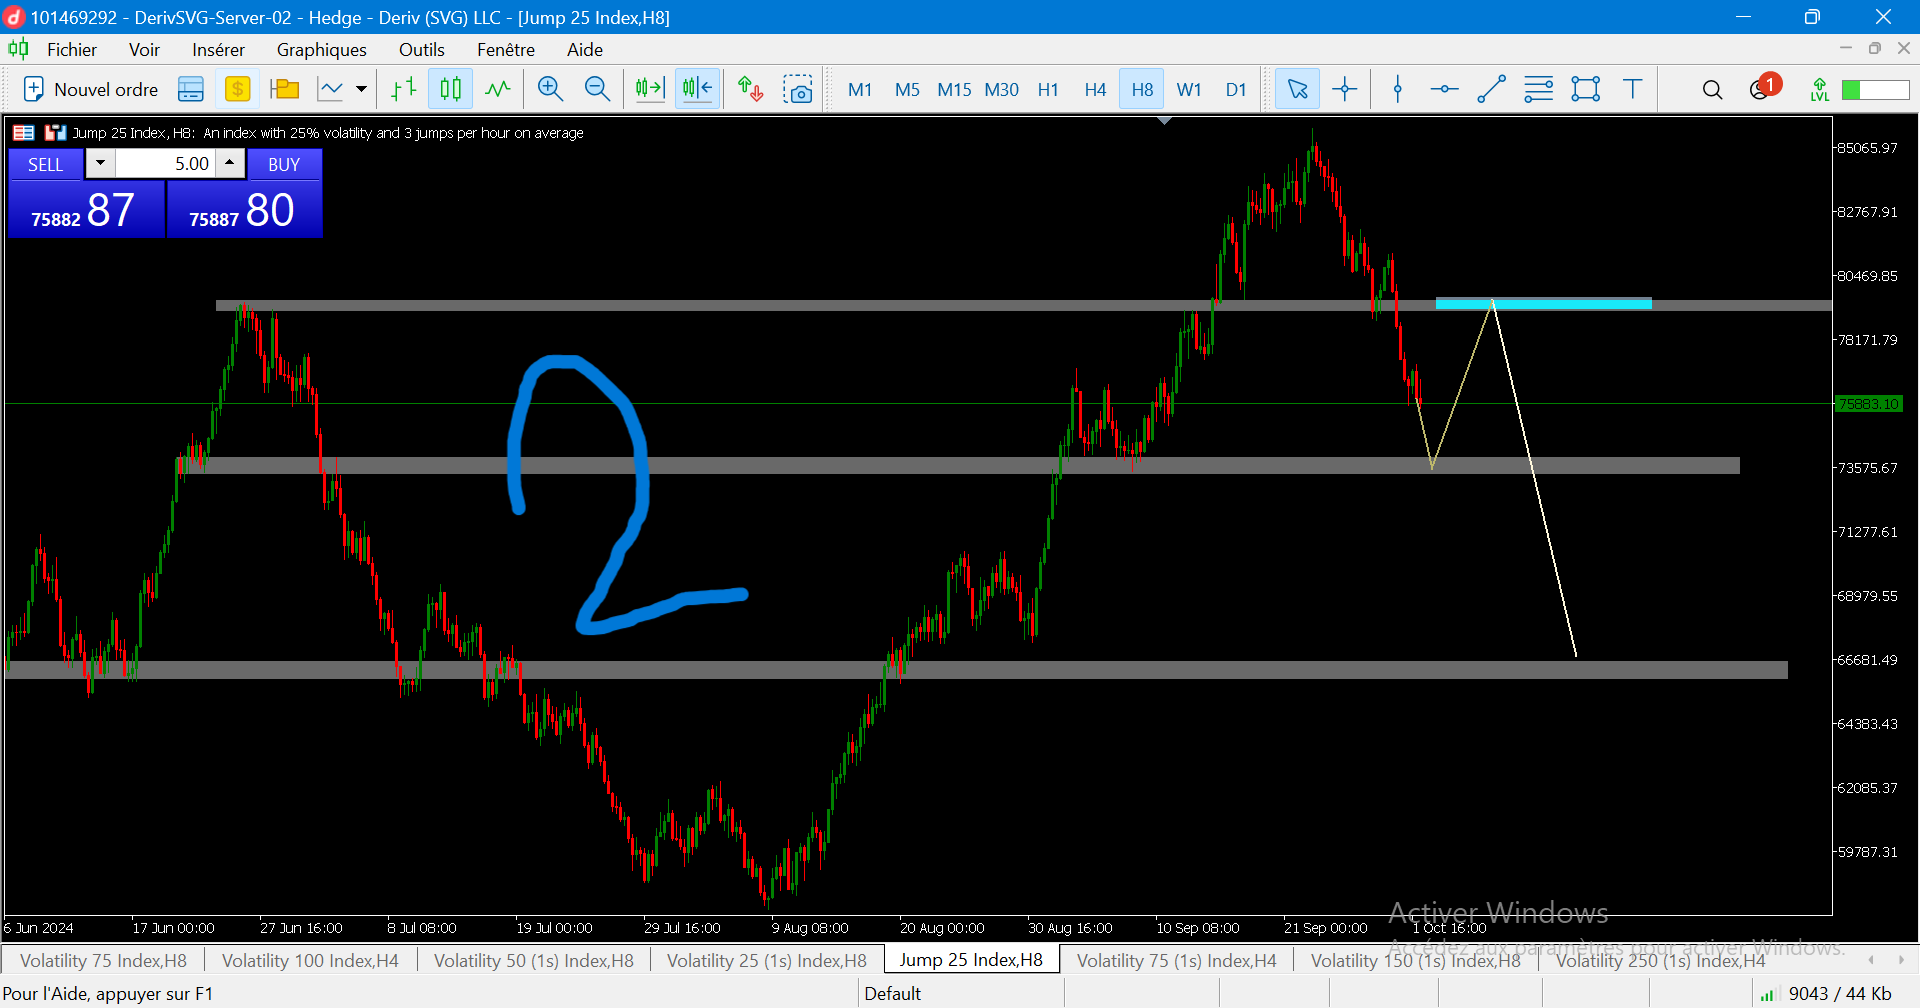 101469292 - DerivSVG-Server-02 - Hedge - Deriv (SVG) LLC - [Jump 25 Index,H8]
Fichier Voir Insérer Graphiques Outils Fenêtre Aide
Nouvel ordre M1 M5 M15 M30 H1 H4 H8 W1 D1 T 1 LVL
Jump 25 Index, H8: An index with 25% volatility and 3 jumps per hour on average
SELL 5.00 BUY
75882 87 75887 80
85065.97
82767.91
80469.85
78171.79
75883.10
73575.67
71277.61
68979.55
66681.49
64383.43
62085.37
59787.31
2
6 Jun 2024 17 Jun 00:00 27 Jun 16:00 8 Jul 08:00 19 Jul 00:00 29 Jul 16:00 9 Aug 08:00 20 Aug 00:00 30 Aug 16:00 10 Sep 08:00 21 Sep 00:00 1 Oct 16:00
Activer Windows
Accédez aux paramètres pour activer Windows.
Volatility 75 Index,H8 Volatility 100 Index,H4 Volatility 50 (1s) Index,H8 Volatility 25 (1s) Index,H8 Jump 25 Index,H8 Volatility 75 (1s) Index,H4 Volatility 150 (1s) Index,H8 Volatility 250 (1s) Index,H4
Pour l'Aide, appuyer sur F1 Default 9043 / 44 Kb